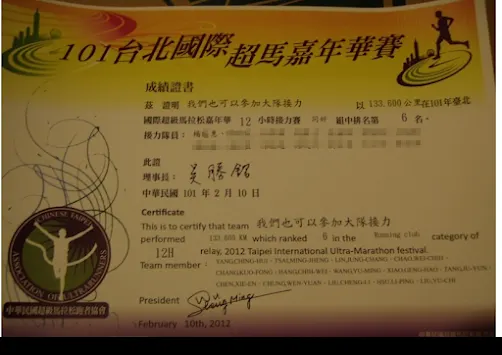 101台北國際超馬嘉年華賽
成績證書
茲 證明 我們也可以參加大隊接力 以 133.600 公里在101年臺北
國際超級馬拉松嘉年華 12 小時接力賽 組中排名第 6 名.
接力隊員:
此證
理事長: 吳勝銘
中華民國 101 年 2 月 10 日
Certificate
This is to certify that team 我們也可以參加大隊接力
performed 133.600 KM which ranked 6 in the Running club category of
12H relay, 2012 Taipei International Ultra-Marathon festival.
Team member :
President
February 10th, 2012
CHINESE TAIPEI
ASSOCIATION OF ULTRARUNNERS
中華民國超級馬拉松跑者協會